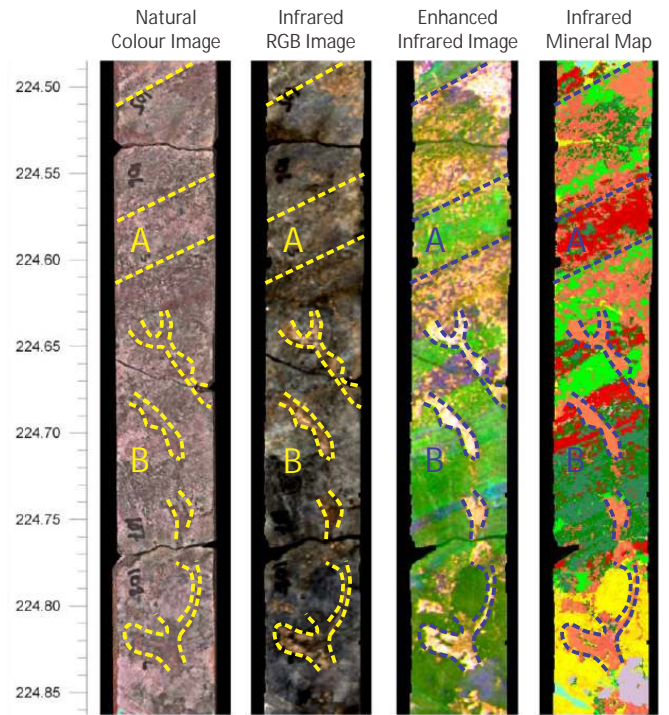 Natural
Colour Image
Infrared
RGB Image
Enhanced
Infrared Image
Infrared
Mineral Map
224.50
224.55
224.60
224.65
224.70
224.75
224.80
224.85
A
A
A
A
B
B
B
B